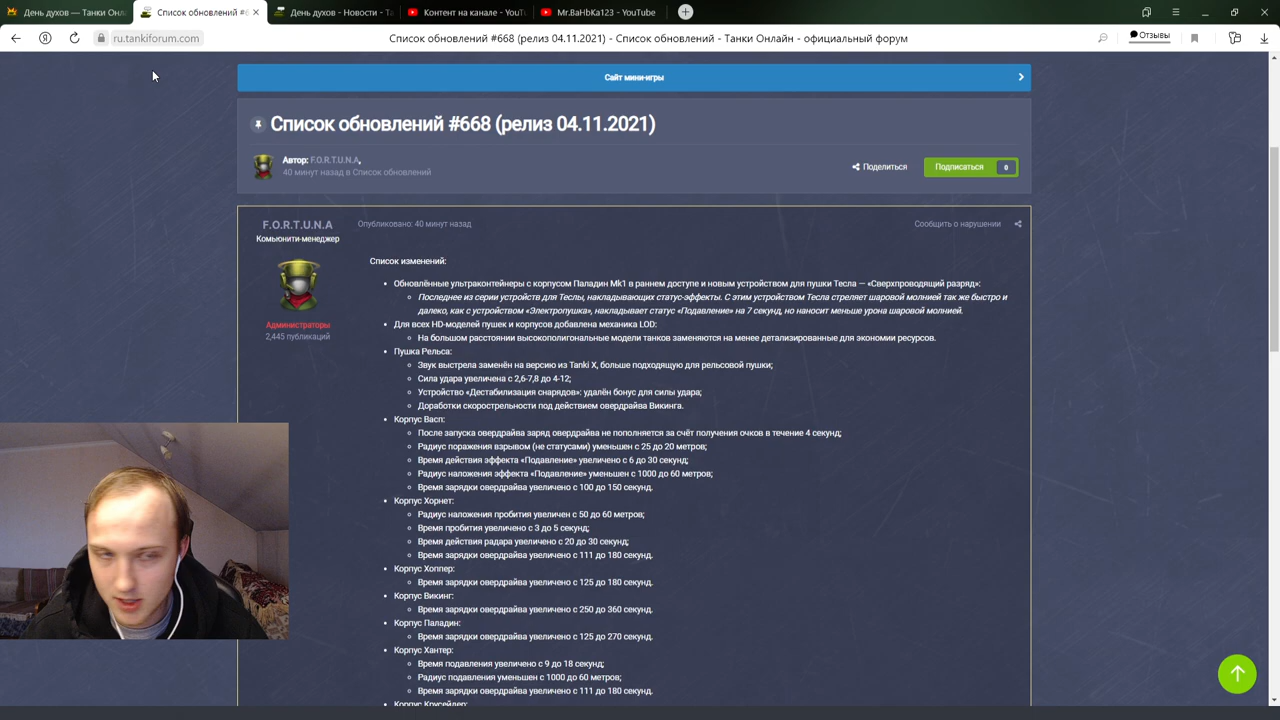 День духов — Танки Онл
Список обновлений #6
День духов - Новости - Та
Контент на канале - YouTu
Mr.BaHbKa123 - YouTube
ru.tankiforum.com
Список обновлений #668 (релиз 04.11.2021) - Список обновлений - Танки Онлайн - официальный форум
Отзывы
Сайт мини-игры
Список обновлений #668 (релиз 04.11.2021)
Автор: F.O.R.T.U.N.A,
40 минут назад в Список обновлений
Поделиться
Подписаться
0
F.O.R.T.U.N.A
Комьюнити-менеджер
Администраторы
2,445 публикаций
Опубликовано: 40 минут назад
Сообщить о нарушении
Список изменений:
Обновлённые ультраконтейнеры с корпусом Паладин Mk1 в раннем доступе и новым устройством для пушки Тесла — «Сверхпроводящий разряд»:
Последнее из серии устройств для Теслы, накладывающих статус-эффекты. С этим устройством Тесла стреляет шаровой молнией так же быстро и
далеко, как с устройством «Электропушка», накладывает статус «Подавление» на 7 секунд, но наносит меньше урона шаровой молнией.
Для всех HD-моделей пушек и корпусов добавлена механика LOD:
На большом расстоянии высокополигональные модели танков заменяются на менее детализированные для экономии ресурсов.
Пушка Рельса:
Звук выстрела заменён на версию из Tanki X, больше подходящую для рельсовой пушки;
Сила удара увеличена с 2,6-7,8 до 4-12;
Устройство «Дестабилизация снарядов»: удалён бонус для силы удара;
Доработки скорострельности под действием овердрайва Викинга.
Корпус Васп:
После запуска овердрайва заряд овердрайва не пополняется за счёт получения очков в течение 4 секунд;
Радиус поражения взрывом (не статусами) уменьшен с 25 до 20 метров;
Время действия эффекта «Подавление» увеличено с 6 до 30 секунд;
Радиус наложения эффекта «Подавление» уменьшен с 1000 до 60 метров;
Время зарядки овердрайва увеличено с 100 до 150 секунд.
Корпус Хорнет:
Радиус наложения пробития увеличен с 50 до 60 метров;
Время пробития увеличено с 3 до 5 секунд;
Время действия радара увеличено с 20 до 30 секунд;
Время зарядки овердрайва увеличено с 111 до 180 секунд.
Корпус Хоппер:
Время зарядки овердрайва увеличено с 125 до 180 секунд.
Корпус Викинг:
Время зарядки овердрайва увеличено с 250 до 360 секунд.
Корпус Паладин:
Время зарядки овердрайва увеличено с 125 до 270 секунд.
Корпус Хантер:
Время подавления увеличено с 9 до 18 секунд;
Радиус подавления уменьшен с 1000 до 60 метров;
Время зарядки овердрайва увеличено с 111 до 180 секунд.
Корпус Крусейдер: